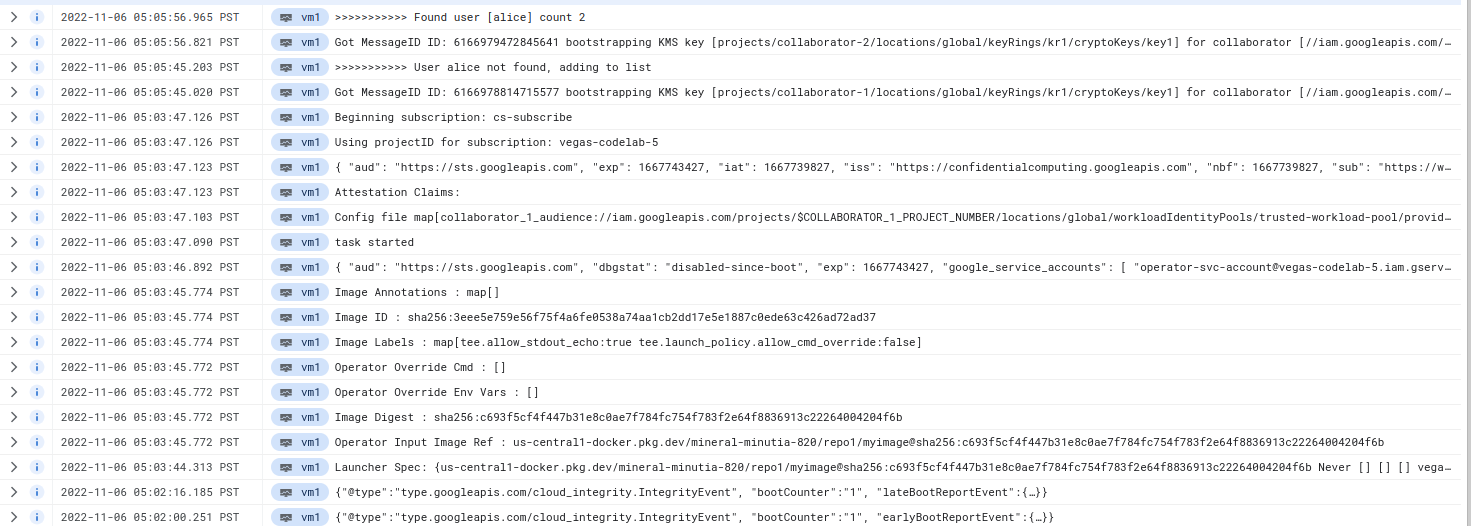 2022-11-06 05:05:56.965 PST vm1 >>>>>>>>>>> Found user [alice] count 2
2022-11-06 05:05:56.821 PST vm1 Got MessageID ID: 6166979472845641 bootstrapping KMS key [projects/collaborator-2/locations/global/keyRings/kr1/cryptoKeys/key1] for collaborator [//iam.googleapis.com/…
2022-11-06 05:05:45.203 PST vm1 >>>>>>>>>>> User alice not found, adding to list
2022-11-06 05:05:45.020 PST vm1 Got MessageID ID: 6166978814715577 bootstrapping KMS key [projects/collaborator-1/locations/global/keyRings/kr1/cryptoKeys/key1] for collaborator [//iam.googleapis.com/…
2022-11-06 05:03:47.126 PST vm1 Beginning subscription: cs-subscribe
2022-11-06 05:03:47.126 PST vm1 Using projectID for subscription: vegas-codelab-5
2022-11-06 05:03:47.123 PST vm1 { "aud": "https://sts.googleapis.com", "exp": 1667743427, "iat": 1667739827, "iss": "https://confidentialcomputing.googleapis.com", "nbf": 1667739827, "sub": "https://w…
2022-11-06 05:03:47.123 PST vm1 Attestation Claims:
2022-11-06 05:03:47.103 PST vm1 Config file map[collaborator_1_audience://iam.googleapis.com/projects/$COLLABORATOR_1_PROJECT_NUMBER/locations/global/workloadIdentityPools/trusted-workload-pool/provid…
2022-11-06 05:03:47.090 PST vm1 task started
2022-11-06 05:03:46.892 PST vm1 { "aud": "https://sts.googleapis.com", "dbgstat": "disabled-since-boot", "exp": 1667743427, "google_service_accounts": [ "operator-svc-account@vegas-codelab-5.iam.gserv…
2022-11-06 05:03:45.774 PST vm1 Image Annotations : map[]
2022-11-06 05:03:45.774 PST vm1 Image ID : sha256:3eee5e759e56f75f4a6fe0538a74aa1cb2dd17e5e1887c0ede63c426ad72ad37
2022-11-06 05:03:45.774 PST vm1 Image Labels : map[tee.allow_stdout_echo:true tee.launch_policy.allow_cmd_override:false]
2022-11-06 05:03:45.772 PST vm1 Operator Override Cmd : []
2022-11-06 05:03:45.772 PST vm1 Operator Override Env Vars : []
2022-11-06 05:03:45.772 PST vm1 Image Digest : sha256:c693f5cf4f447b31e8c0ae7f784fc754f783f2e64f8836913c22264004204f6b
2022-11-06 05:03:45.772 PST vm1 Operator Input Image Ref : us-central1-docker.pkg.dev/mineral-minutia-820/repo1/myimage@sha256:c693f5cf4f447b31e8c0ae7f784fc754f783f2e64f8836913c22264004204f6b
2022-11-06 05:03:44.313 PST vm1 Launcher Spec: {us-central1-docker.pkg.dev/mineral-minutia-820/repo1/myimage@sha256:c693f5cf4f447b31e8c0ae7f784fc754f783f2e64f8836913c22264004204f6b Never [] [] [] vega…
2022-11-06 05:02:16.185 PST vm1 {"@type":"type.googleapis.com/cloud_integrity.IntegrityEvent", "bootCounter":"1", "lateBootReportEvent":{…}}
2022-11-06 05:02:00.251 PST vm1 {"@type":"type.googleapis.com/cloud_integrity.IntegrityEvent", "bootCounter":"1", "earlyBootReportEvent":{…}}